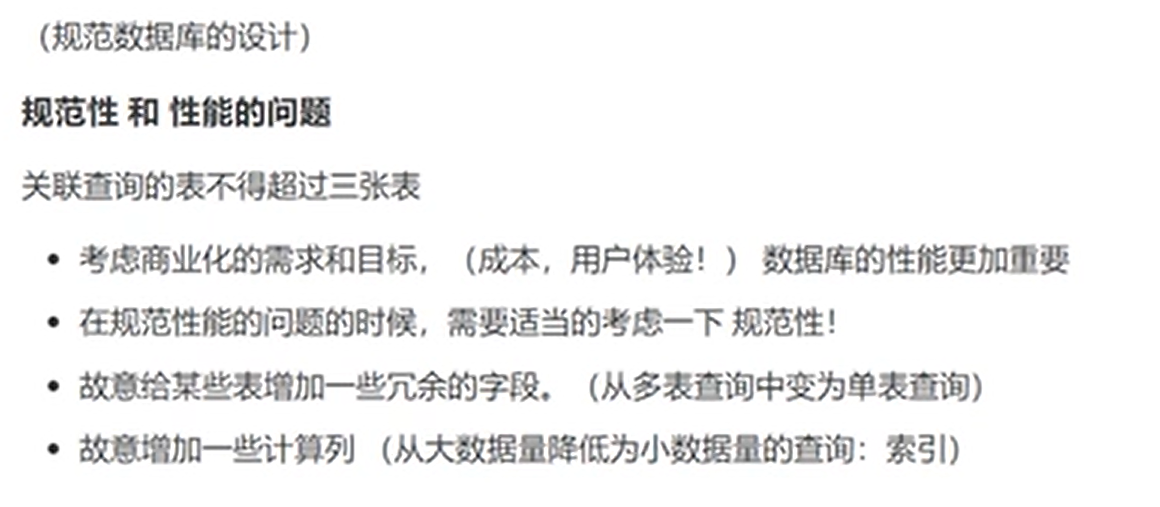 （规范数据库的设计）
规范性 和 性能的问题
关联查询的表不得超过三张表
• 考虑商业化的需求和目标，（成本，用户体验！） 数据库的性能更加重要
• 在规范性能的问题的时候，需要适当的考虑一下 规范性！
• 故意给某些表增加一些冗余的字段。（从多表查询中变为单表查询）
• 故意增加一些计算列 （从大数据量降低为小数据量的查询：索引）